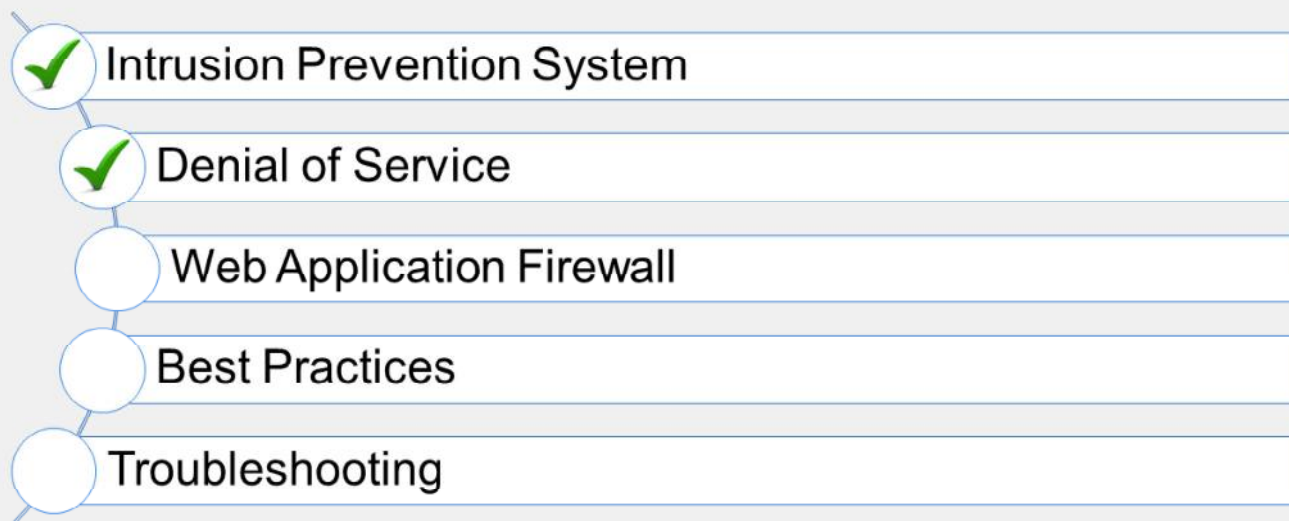 Intrusion Prevention System
Denial of Service
Web Application Firewall
Best Practices
Troubleshooting